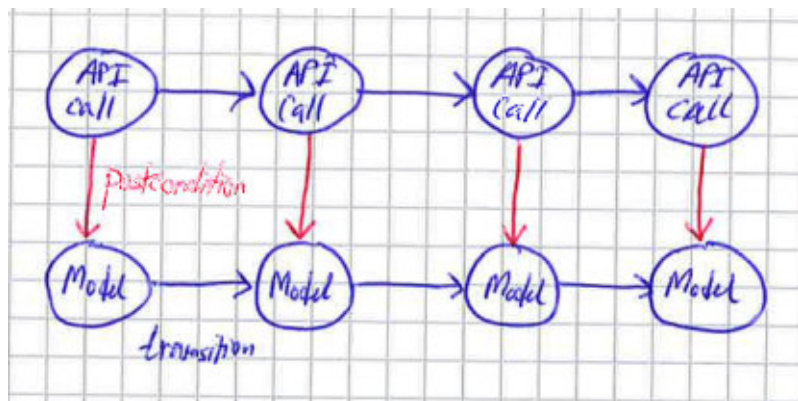 API API API API
call Call Call Call
postcondition
Model Model Model Model
transition